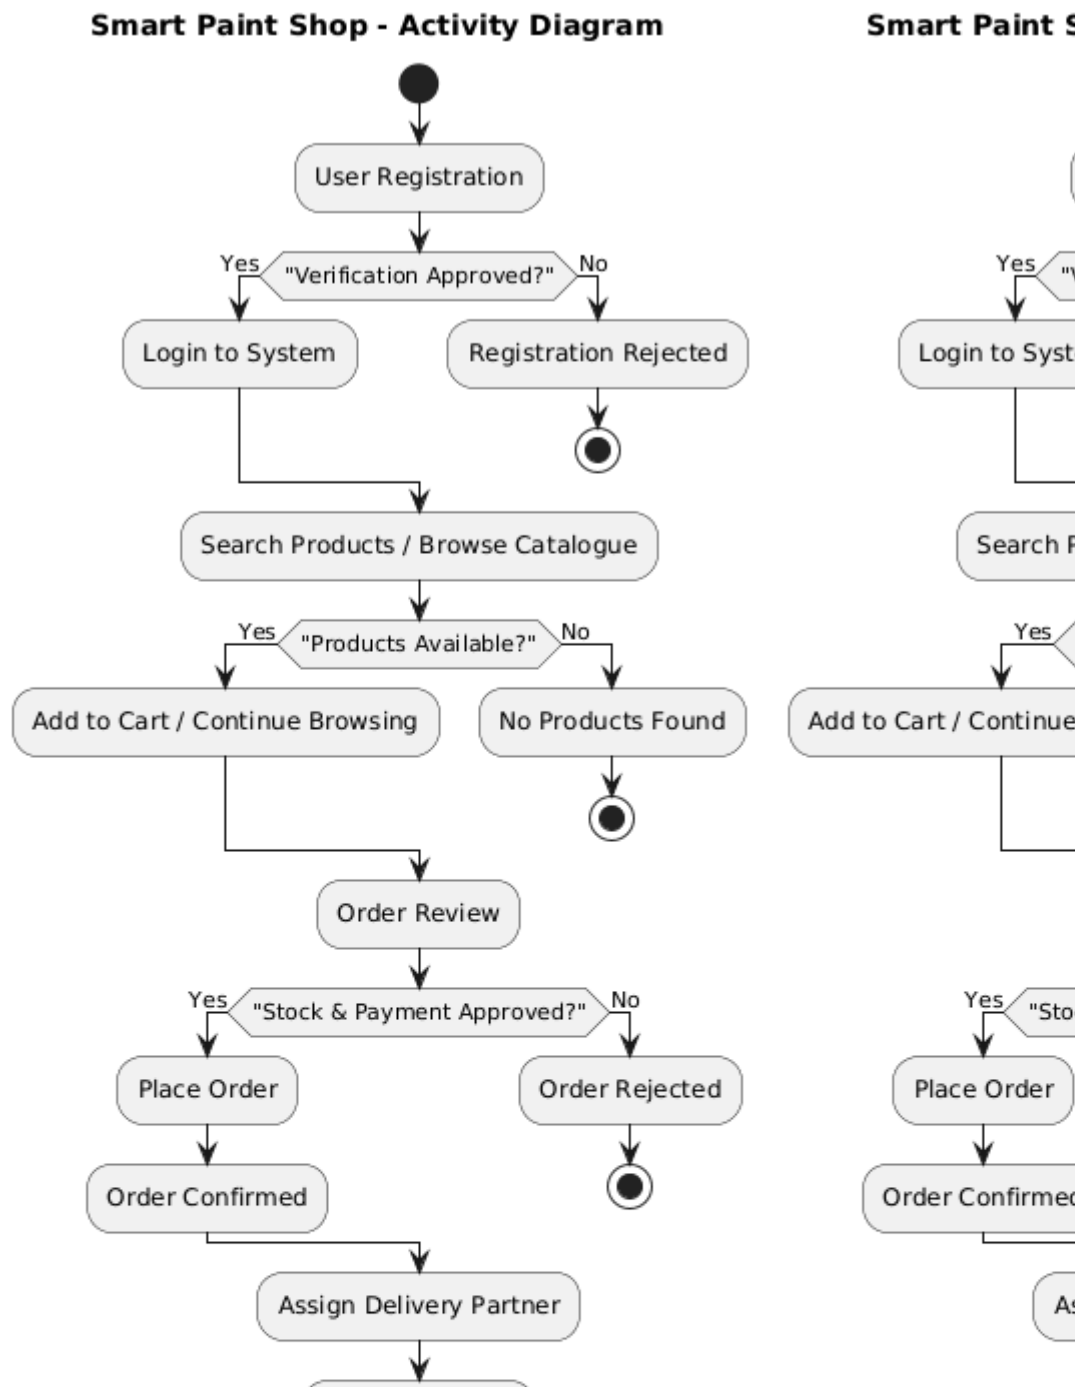 Smart Paint Shop - Activity Diagram
User Registration
Yes
"Verification Approved?"
No
Login to System
Registration Rejected
Search Products / Browse Catalogue
Yes
"Products Available?"
No
Add to Cart / Continue Browsing
No Products Found
Order Review
Yes
"Stock & Payment Approved?"
No
Place Order
Order Rejected
Order Confirmed
Assign Delivery Partner
Smart Paint
Yes
Login to
Search
Yes
Add to Cart / Continue
Yes
Place Order
Order Confirmed